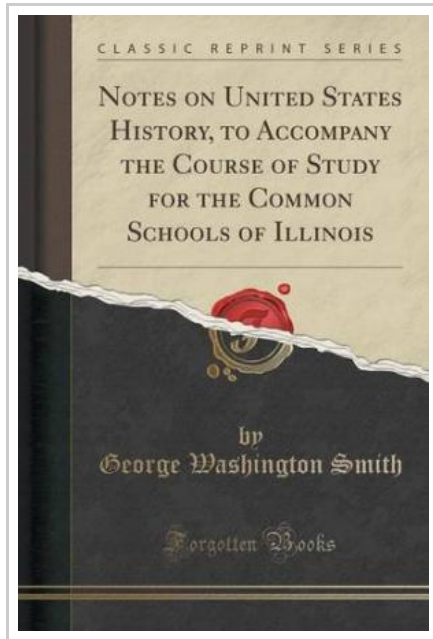 CLASSIC REPRINT SERIES
NOTES ON UNITED STATES
HISTORY, TO ACCOMPANY
THE COURSE OF STUDY
FOR THE COMMON
SCHOOLS OF ILLINOIS
by
George Washington Smith
Forgotten Books